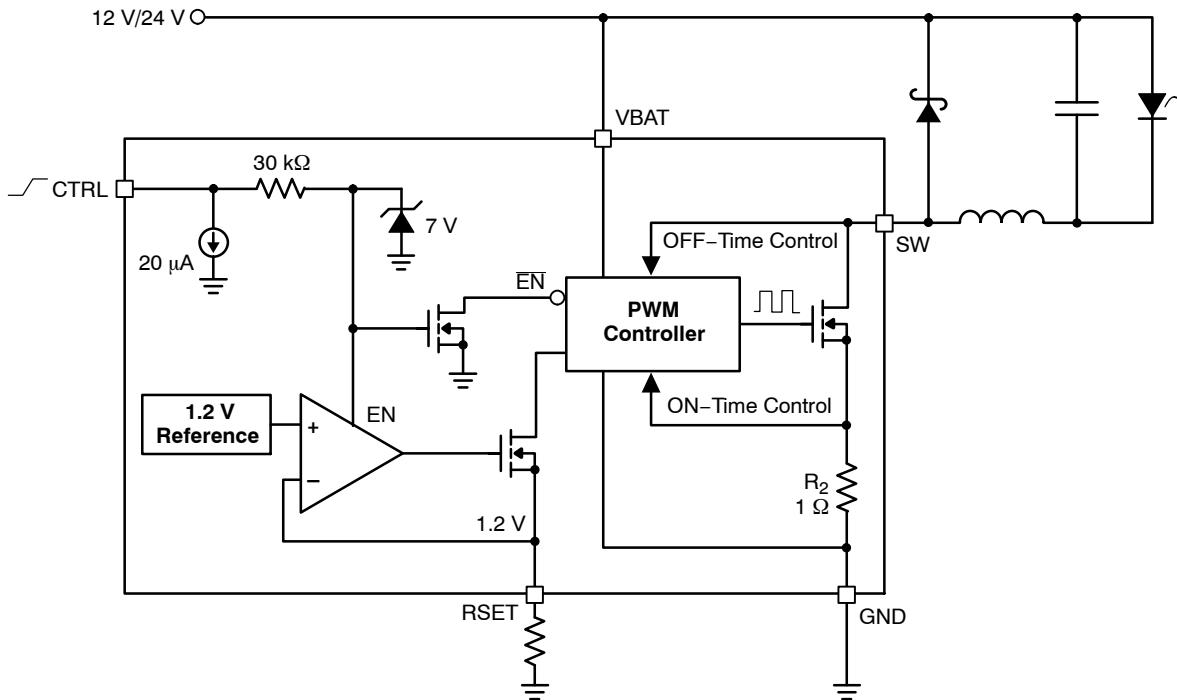 12 V/24 V
VBAT
30 kΩ
CTRL
7 V
20 μA
SW
OFF−Time Control
EN
PWM
Controller
ON−Time Control
1.2 V
Reference
EN
+
−
R2
1 Ω
1.2 V
RSET
GND